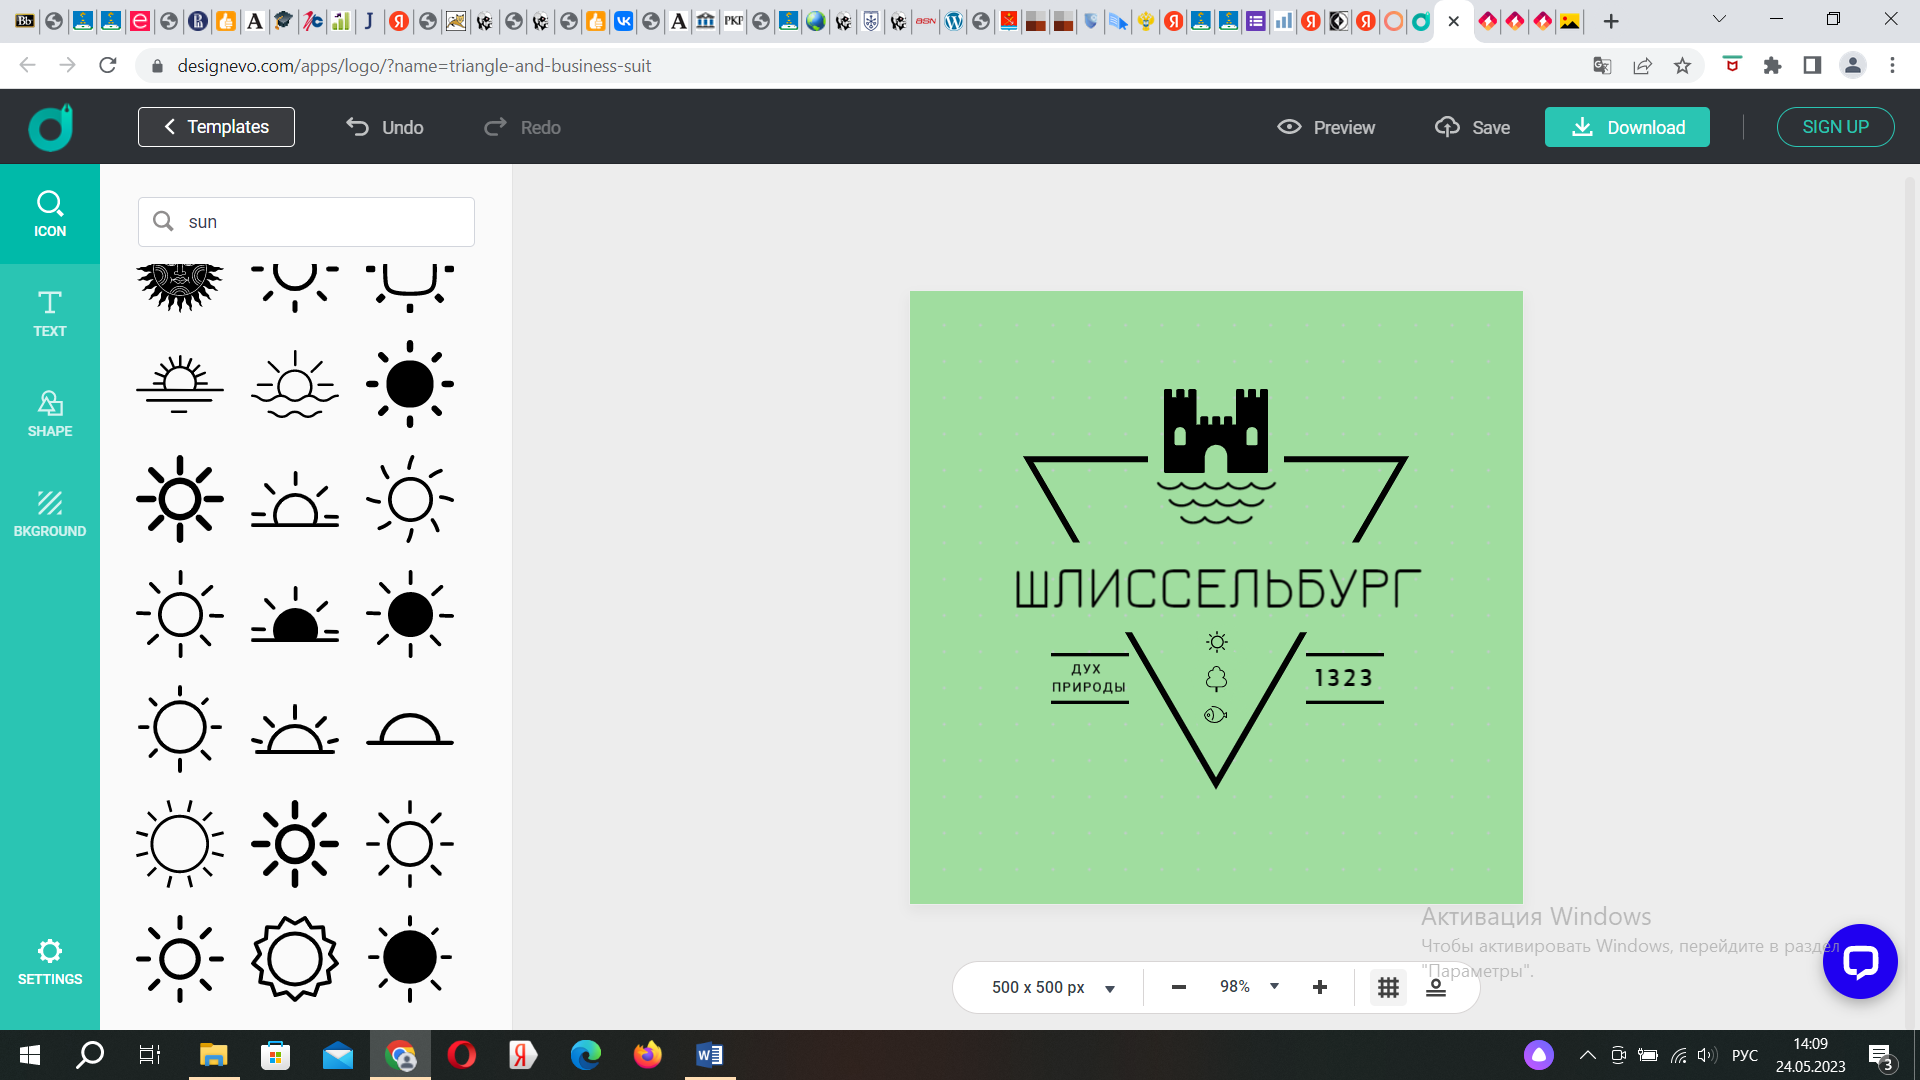 designevo.com/apps/logo/?name=triangle-and-business-suit
Templates
Undo
Redo
Preview
Save
Download
SIGN UP
ICON
TEXT
SHAPE
BKGROUND
SETTINGS
sun
ШЛИССЕЛЬБУРГ
ДУХ
ПРИРОДЫ
1323
Активация Windows
Чтобы активировать Windows, перейдите в раздел
"Параметры".
500 x 500 px
98%
РУС
14:09
24.05.2023
3